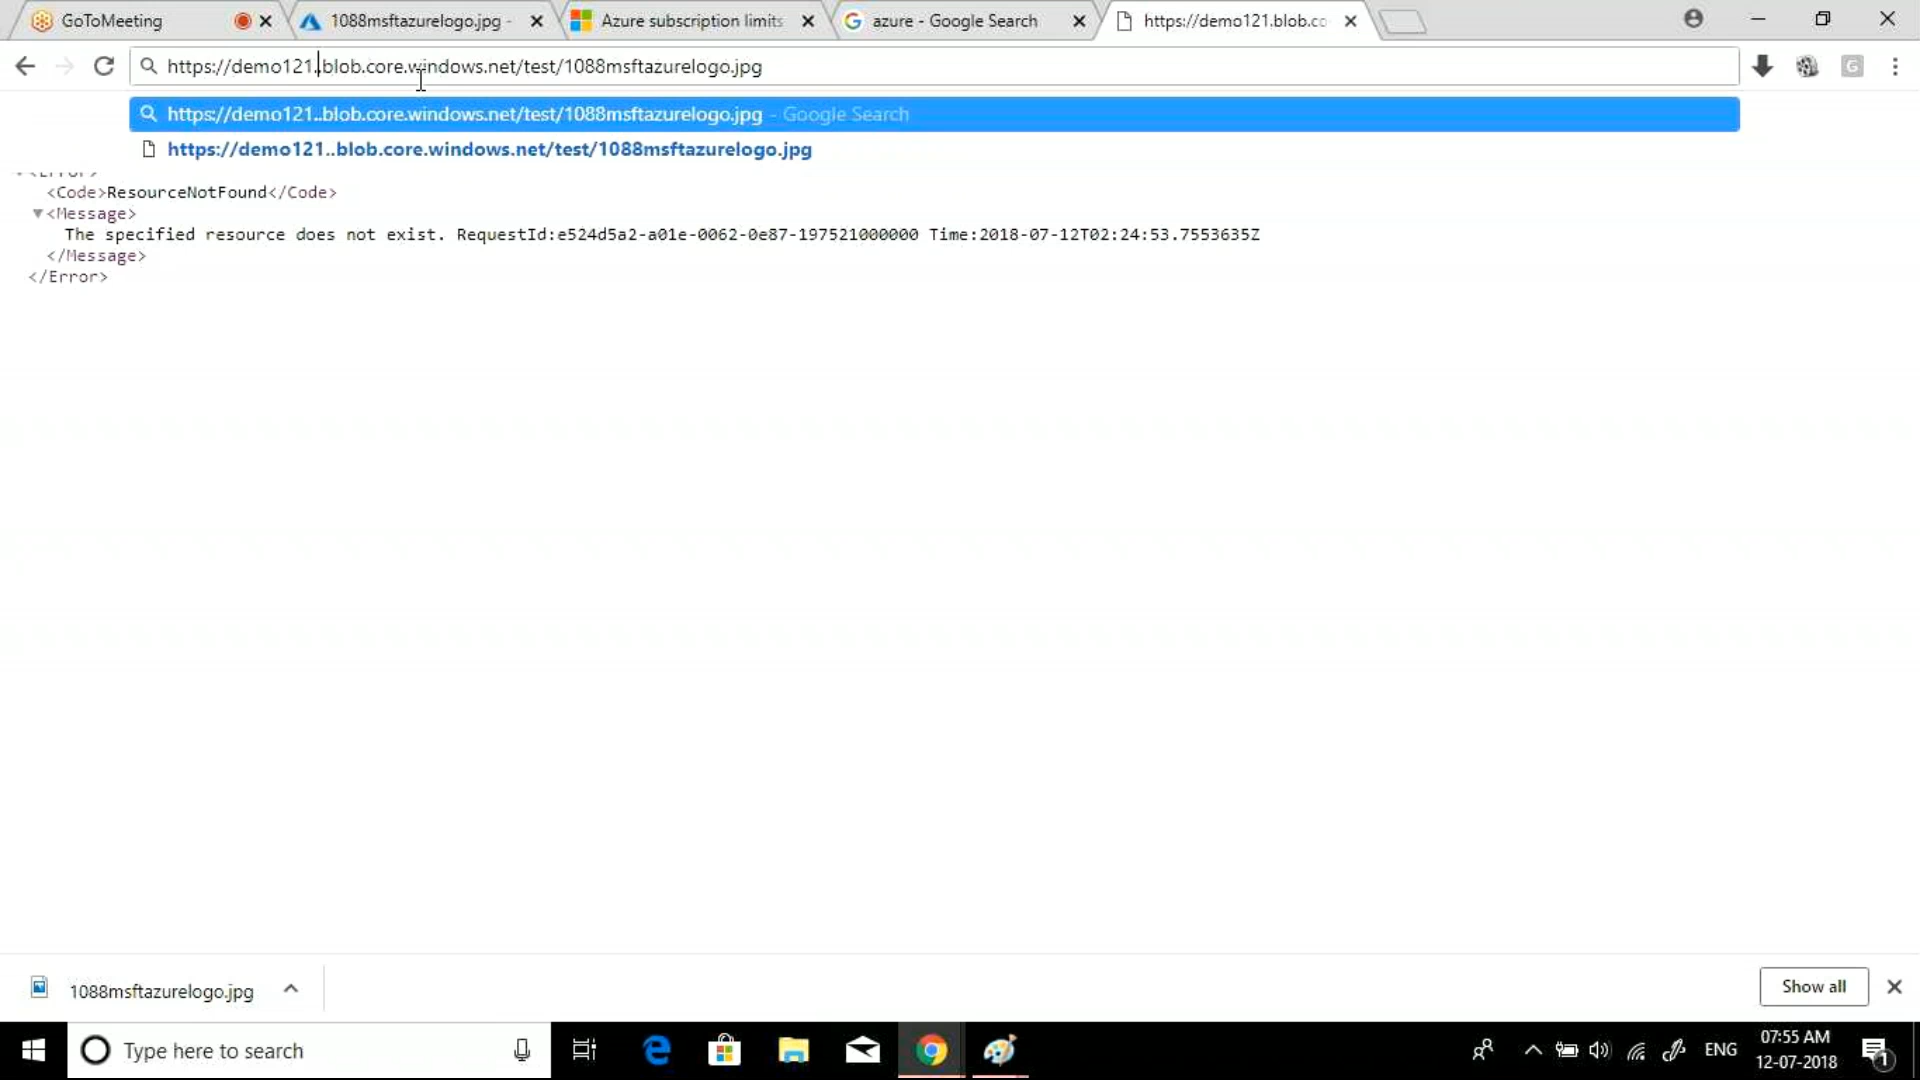 GoToMeeting
1088msftazurelogo.jpg -
Azure subscription limits
azure - Google Search
https://demo121.blob.co
https://demo121..blob.core.windows.net/test/1088msftazurelogo.jpg
G
https://demo121..blob.core.windows.net/test/1088msftazurelogo.jpg - Google Search
https://demo121..blob.core.windows.net/test/1088msftazurelogo.jpg
<Error>
<Code>ResourceNotFound</Code>
<Message>
The specified resource does not exist. RequestId:e524d5a2-a01e-0062-0e87-197521000000 Time:2018-07-12T02:24:53.7553635Z
</Message>
</Error>
1088msftazurelogo.jpg
Show all
Type here to search
ENG
07:55 AM
12-07-2018
1